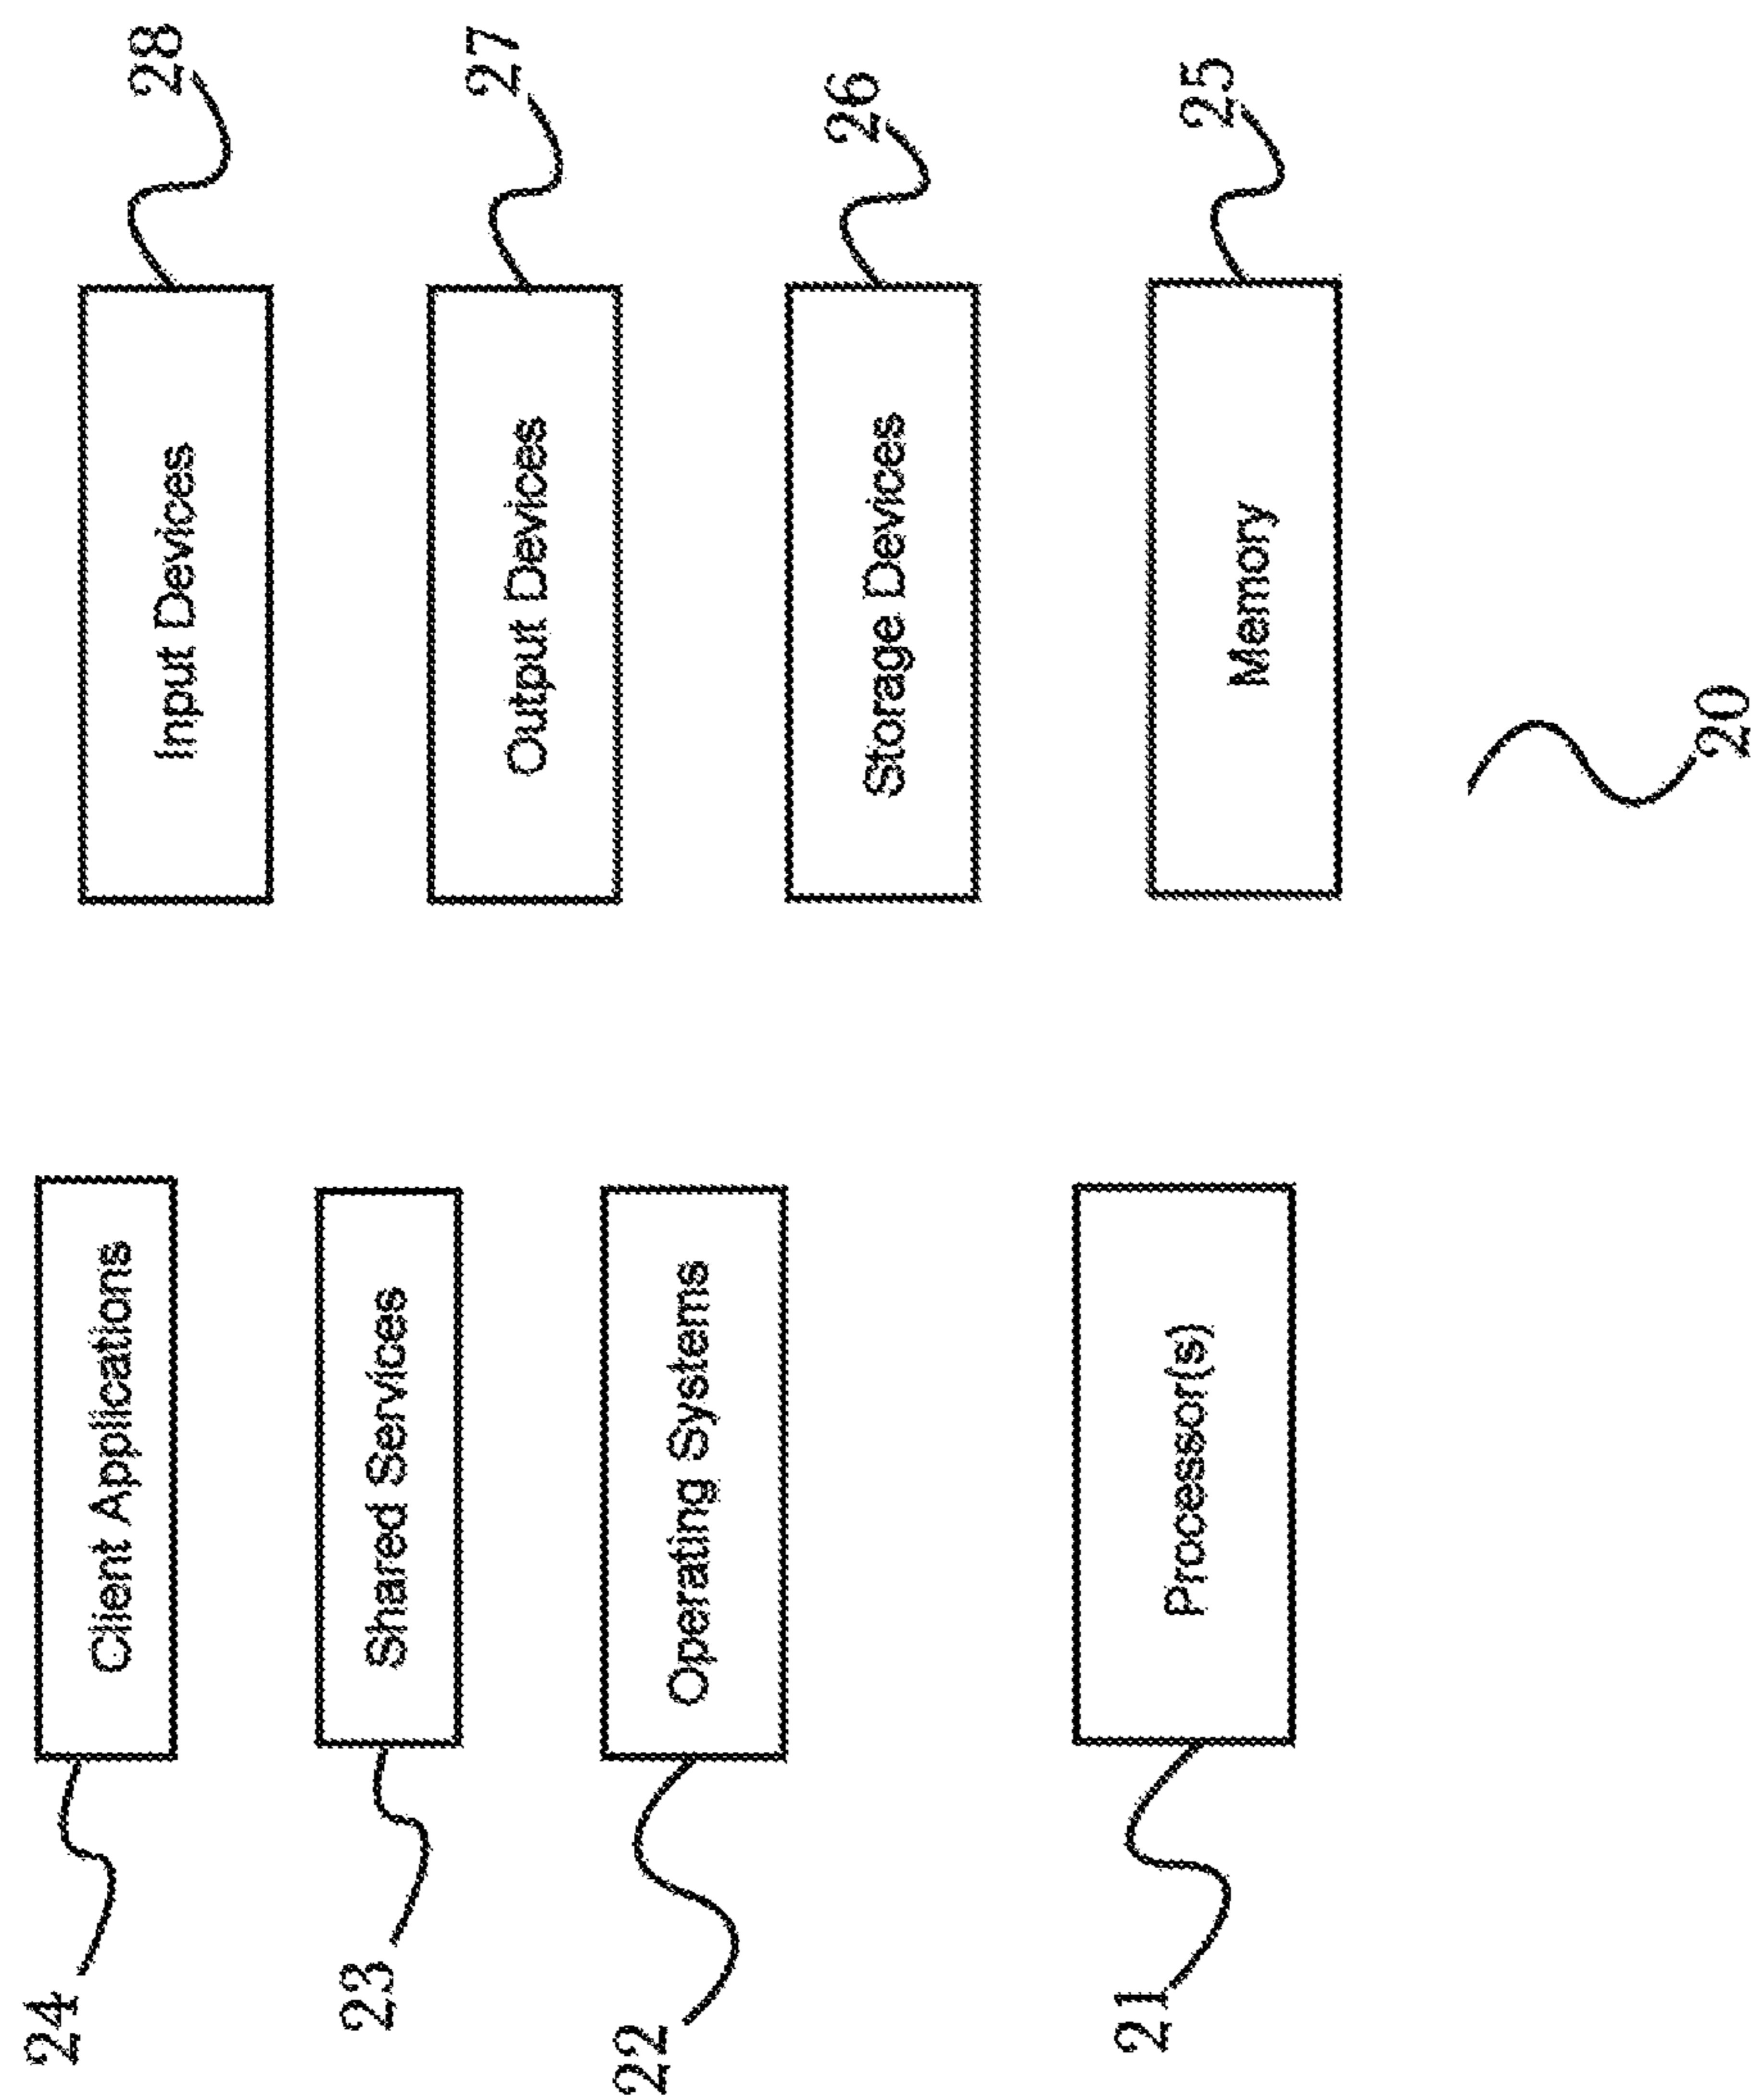 24
Client Applications
Input Devices
28
23
Shared Services
Output Devices
27
22
Operating Systems
Storage Devices
26
21
Processor(s)
Memory
25
20